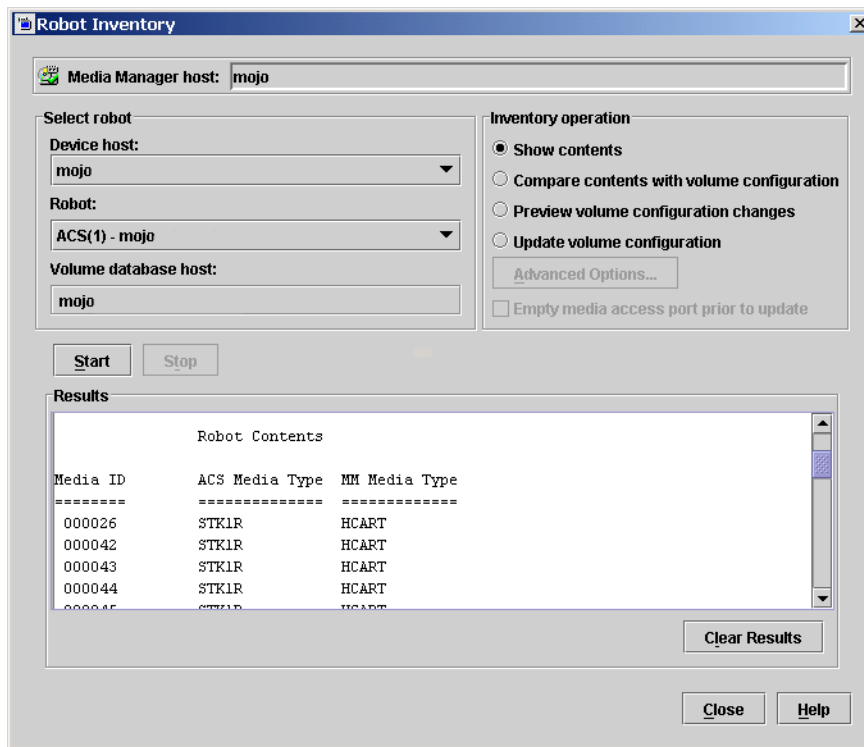 Robot Inventory
Media Manager host: mojo
Select robot
Device host:
mojo
Robot:
ACS(1) - mojo
Volume database host:
mojo
Inventory operation
Show contents
Compare contents with volume configuration
Preview volume configuration changes
Update volume configuration
Advanced Options...
Empty media access port prior to update
Start Stop
Results
Robot Contents
Media ID ACS Media Type MM Media Type
======== ============== =============
000026 STK1R HCART
000042 STK1R HCART
000043 STK1R HCART
000044 STK1R HCART
000045 STK1R HCART
Clear Results
Close Help